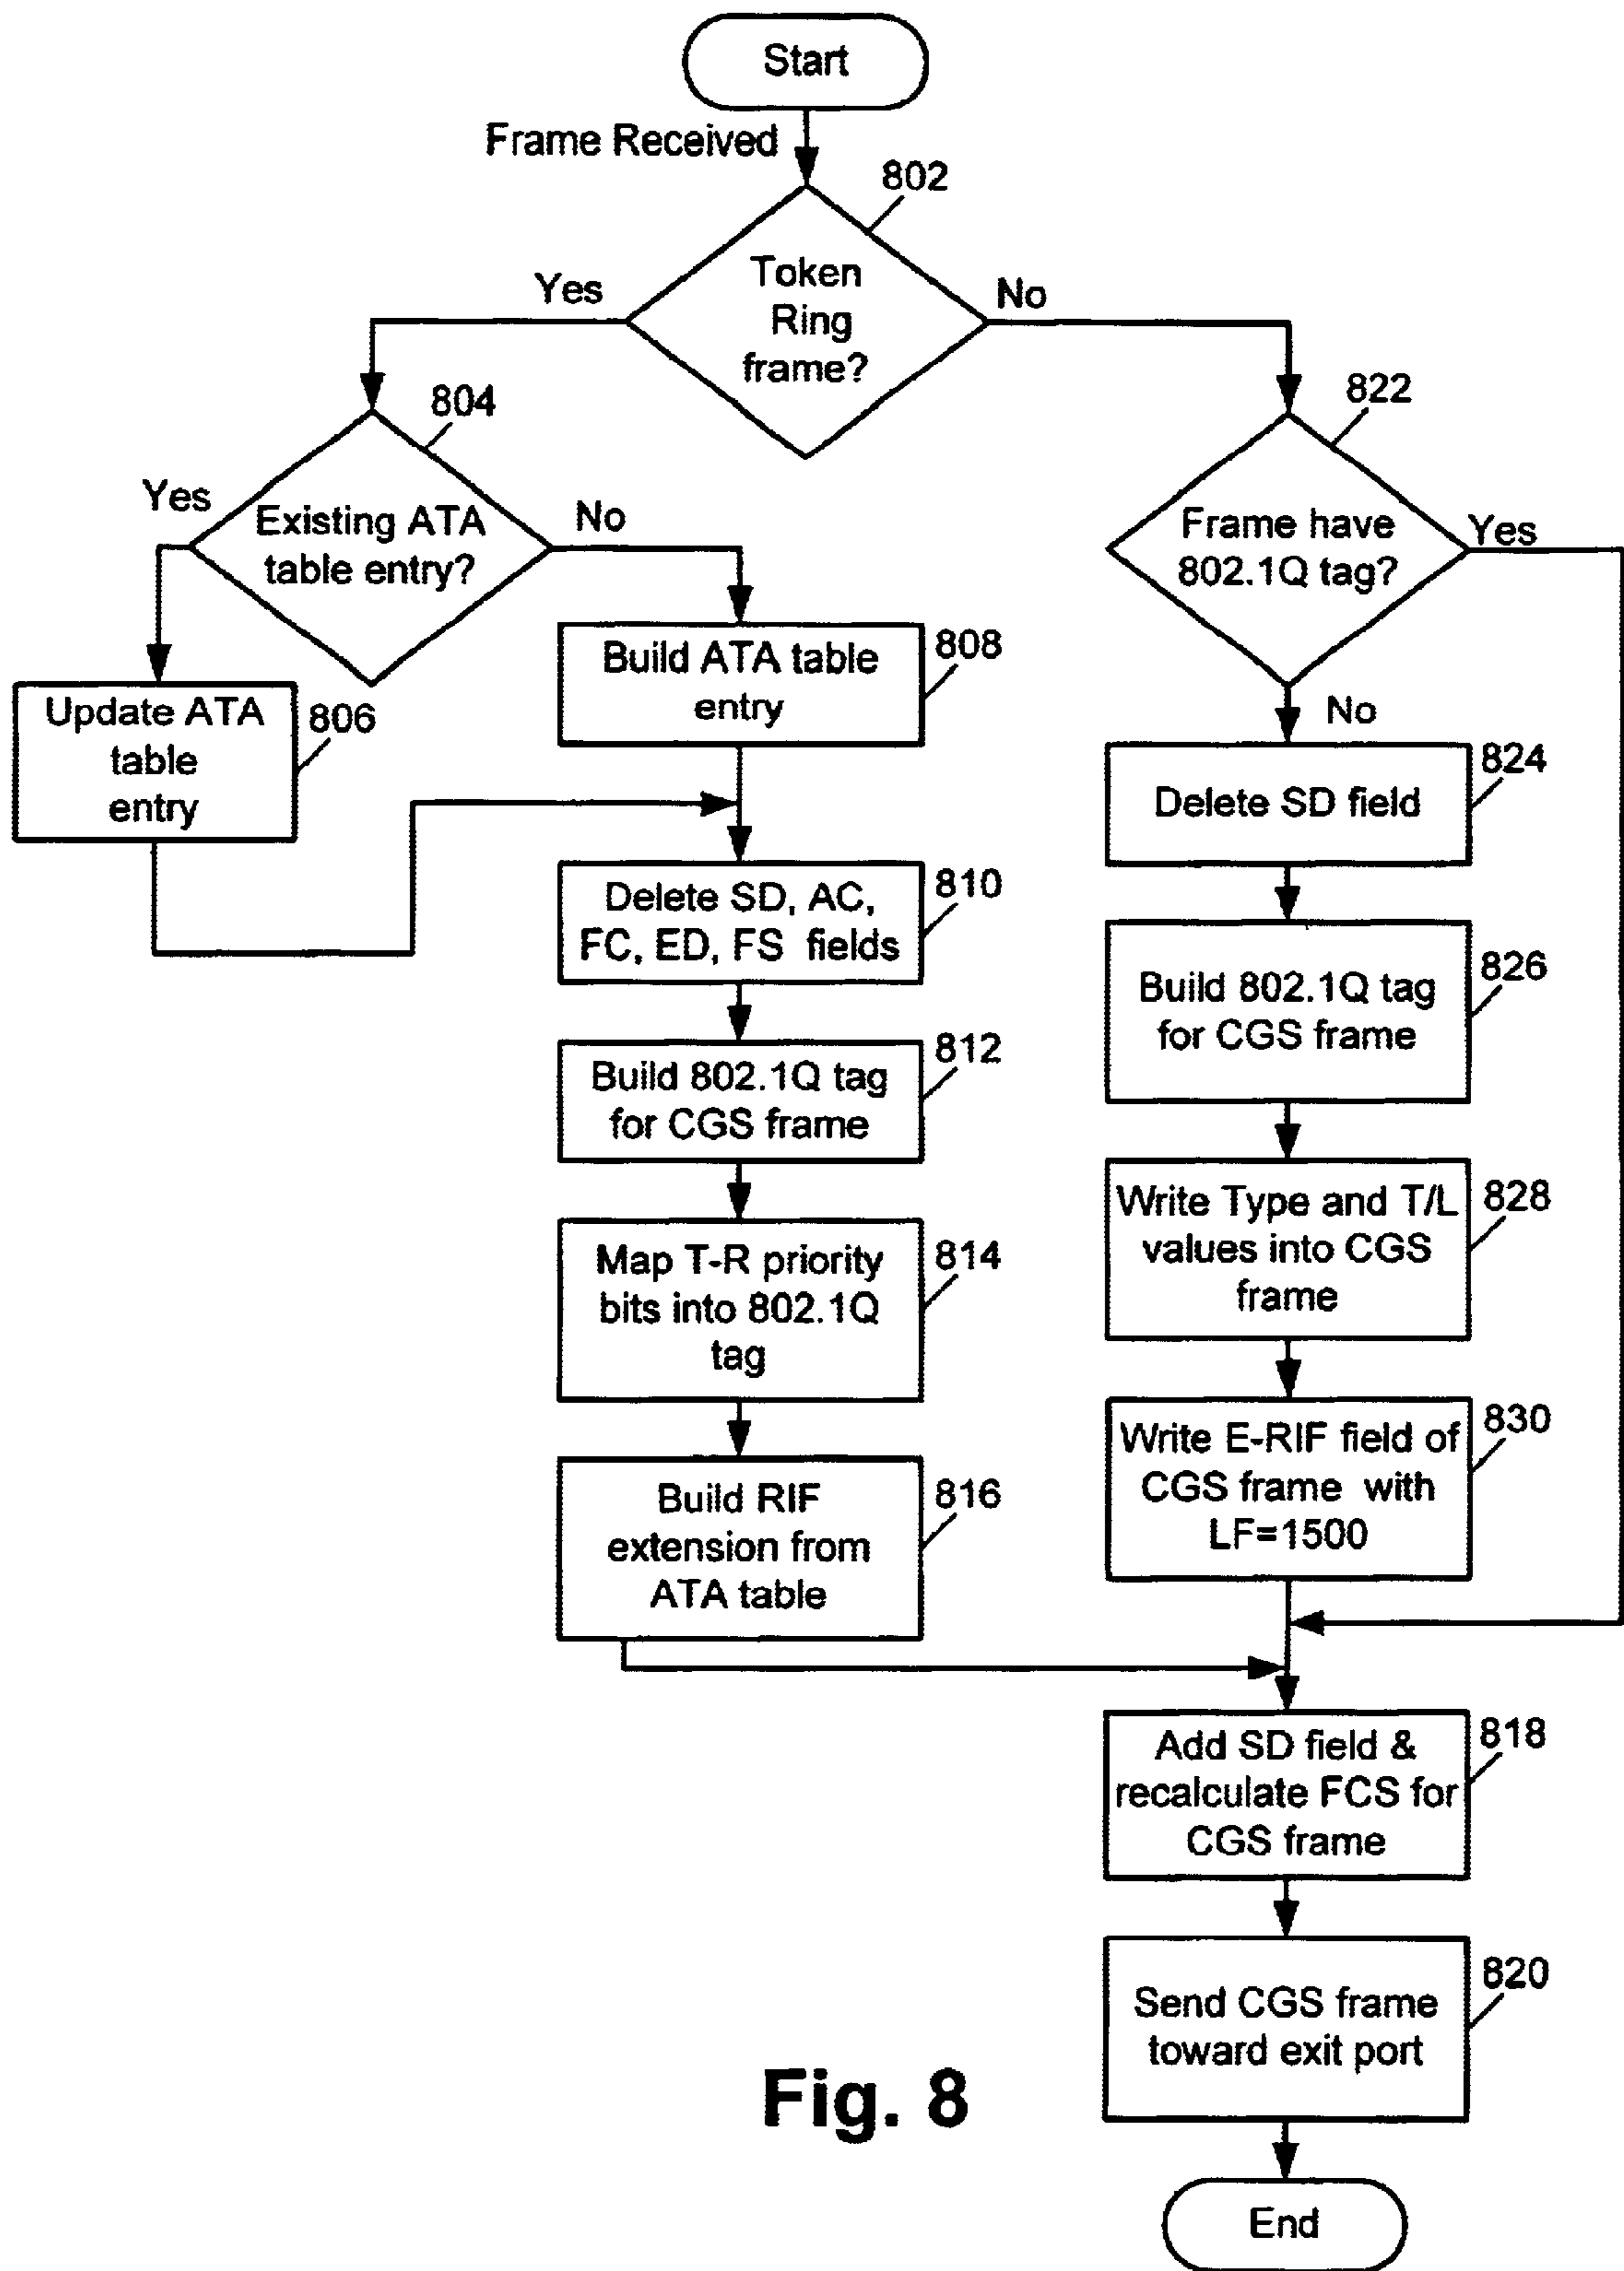 Start
Frame Received
802
Token
Ring
frame?
Yes
No
804
Existing ATA
table entry?
Yes
No
822
Frame have
802.1Q tag?
Yes
No
Update ATA
table
entry
806
Build ATA table
entry
808
Delete SD, AC,
FC, ED, FS fields
810
Build 802.1Q tag
for CGS frame
812
Map T-R priority
bits into 802.1Q
tag
814
Build RIF
extension from
ATA table
816
Delete SD field
824
Build 802.1Q tag
for CGS frame
826
Write Type and T/L
values into CGS
frame
828
Write E-RIF field of
CGS frame with
LF=1500
830
Add SD field &
recalculate FCS for
CGS frame
818
Send CGS frame
toward exit port
820
End
Fig. 8